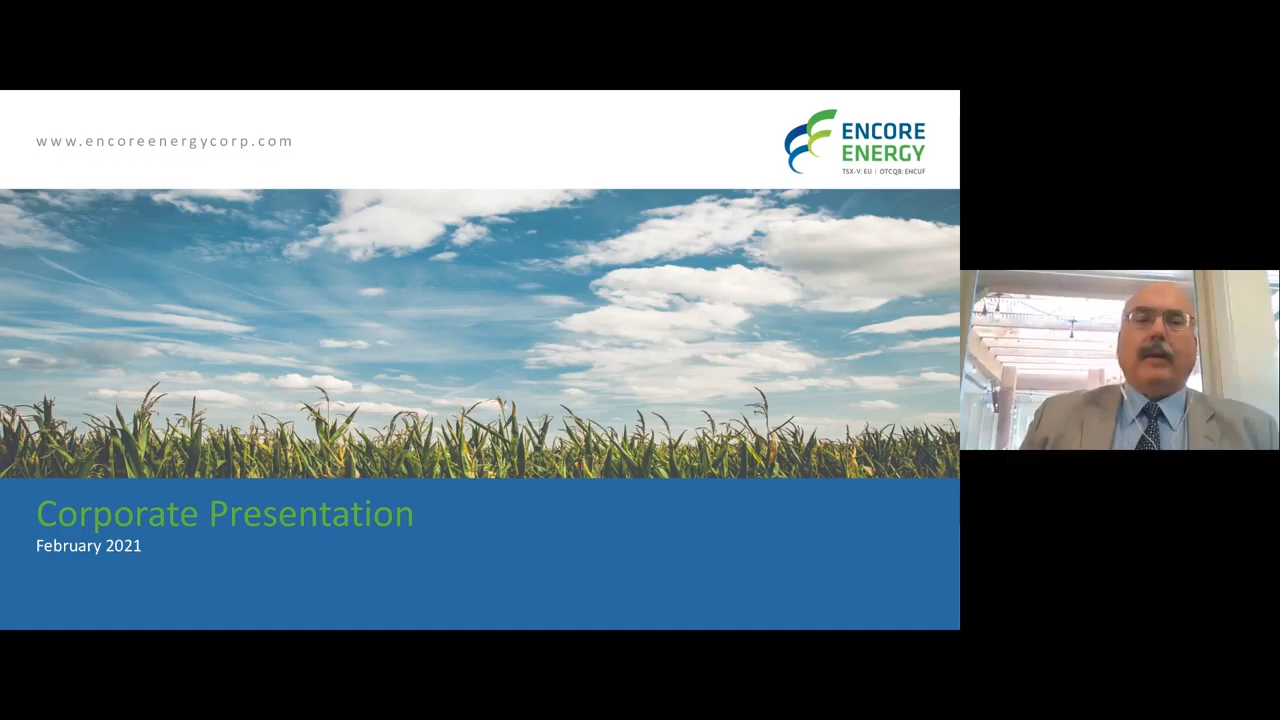 www.encoreenergycorp.com
ENCORE
ENERGY
TSX-V: EU | OTCQB: ENCUF
Corporate Presentation
February 2021